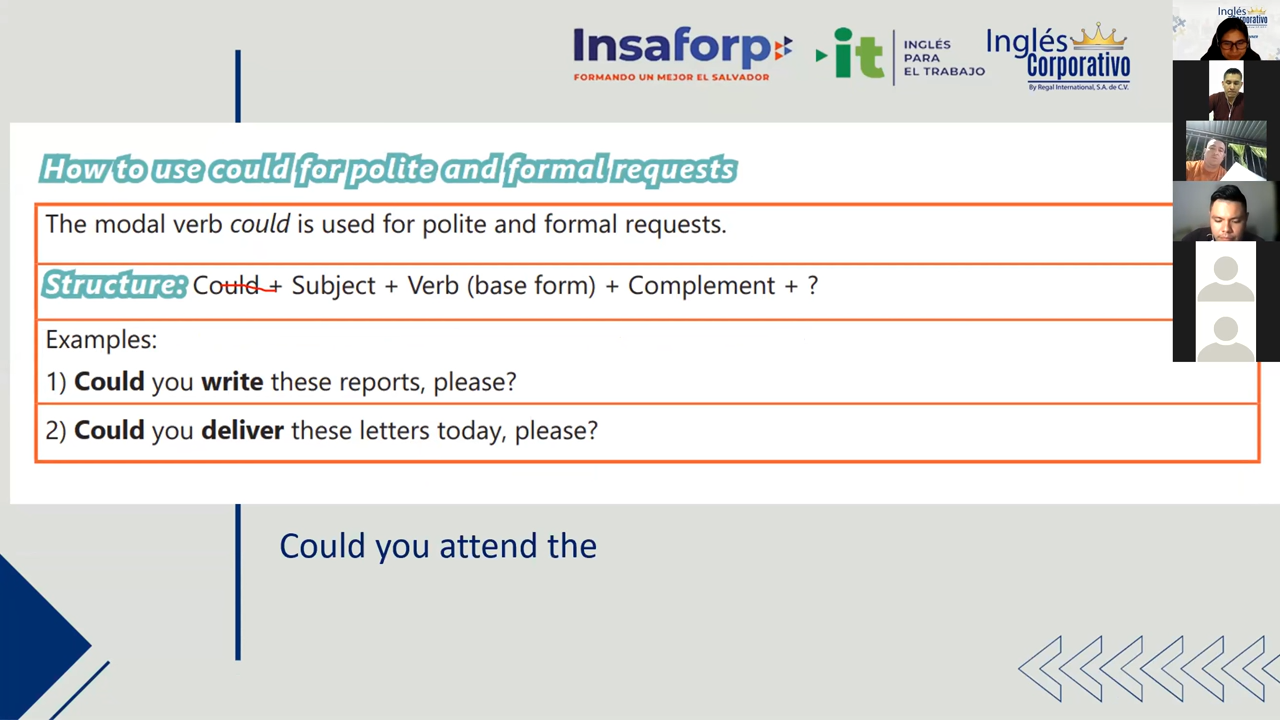 Insaforp
FORMANDO UN MEJOR EL SALVADOR
it
INGLÉS
PARA
EL TRABAJO
Inglés
Corporativo
By Regal International, S.A. de C.V.
Inglés
Corporativo
How to use could for polite and formal requests
The modal verb could is used for polite and formal requests.
Structure: Could + Subject + Verb (base form) + Complement + ?
Examples:
1) Could you write these reports, please?
2) Could you deliver these letters today, please?
Could you attend the